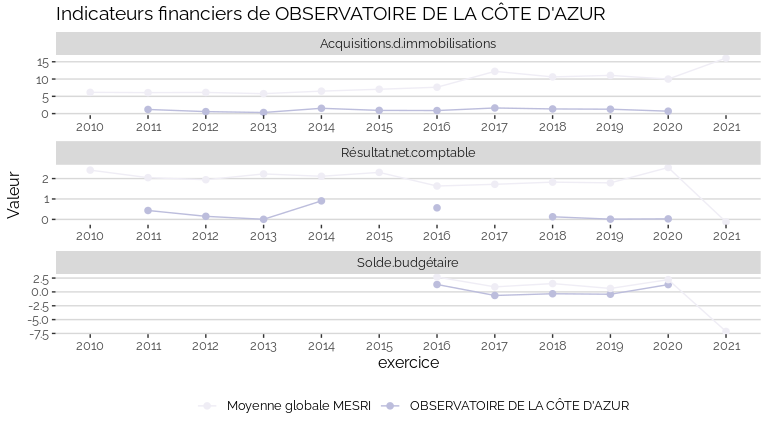 Indicateurs financiers de OBSERVATOIRE DE LA CÔTE D'AZUR
Acquisitions.d.immobilisations
15
10
5
0
2010 2011 2012 2013 2014 2015 2016 2017 2018 2019 2020 2021
Résultat.net.comptable
2
1
0
2010 2011 2012 2013 2014 2015 2016 2017 2018 2019 2020 2021
Valeur
Solde.budgétaire
2.5
0.0
−2.5
−5.0
−7.5
2010 2011 2012 2013 2014 2015 2016 2017 2018 2019 2020 2021
exercice
Moyenne globale MESRI OBSERVATOIRE DE LA CÔTE D'AZUR